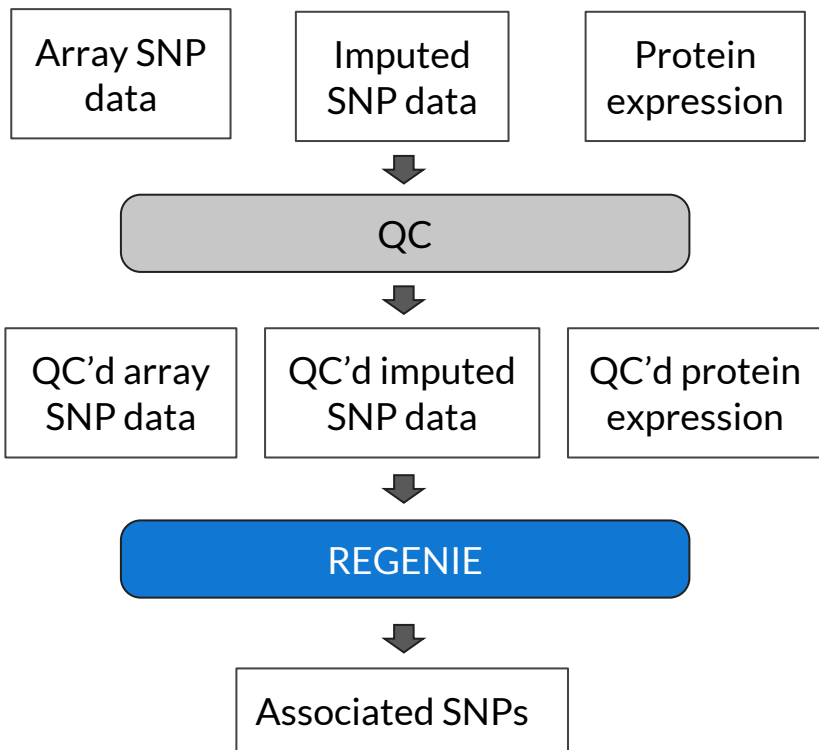 Array SNP
data
Imputed
SNP data
Protein
expression
QC
QC’d array
SNP data
QC’d imputed
SNP data
QC’d protein
expression
REGENIE
Associated SNPs